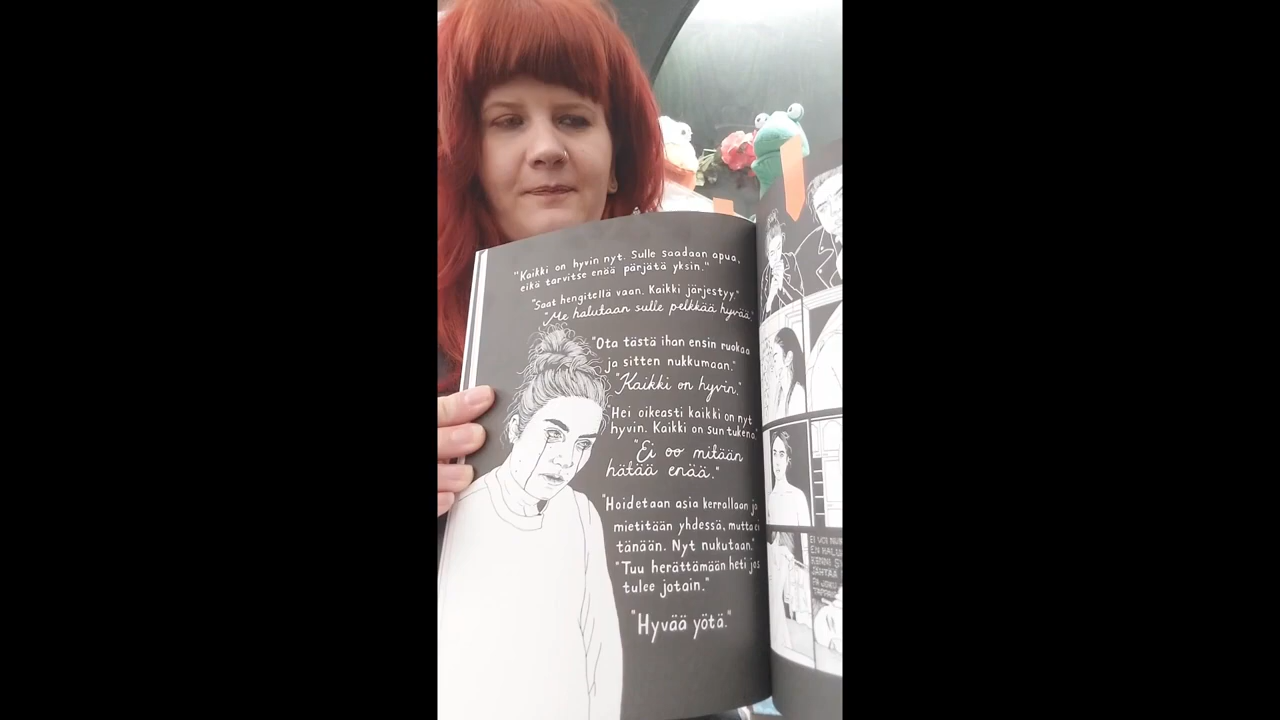 "Kaikki on hyvin nyt. Sulle saadaan apua,
eikä tarvitse enää pärjätä yksin."
"Saat hengitellä vaan. Kaikki järjestyy."
"Me halutaan sulle pelkkää hyvää."
"Ota tästä ihan ensin ruokaa
ja sitten nukkumaan."
"Kaikki on hyvin."
"Hei oikeasti kaikki on nyt
hyvin. Kaikki on sun tukena."
"Ei oo mitään
hätää enää."
"Hoidetaan asia kerrallaan ja
mietitään yhdessä, mutta ei
tänään. Nyt nukutaan."
"Tuu herättämään heti jos
tulee jotain."
"Hyvää yötä."
EI VOI